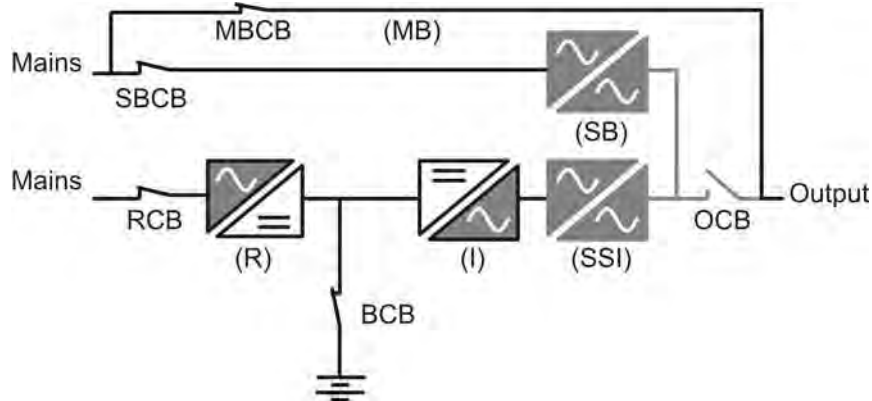 MBCB (MB)
Mains
SBCB
(SB)
Mains
Output
RCB
OCB
(R) (I) (SSI)
BCB